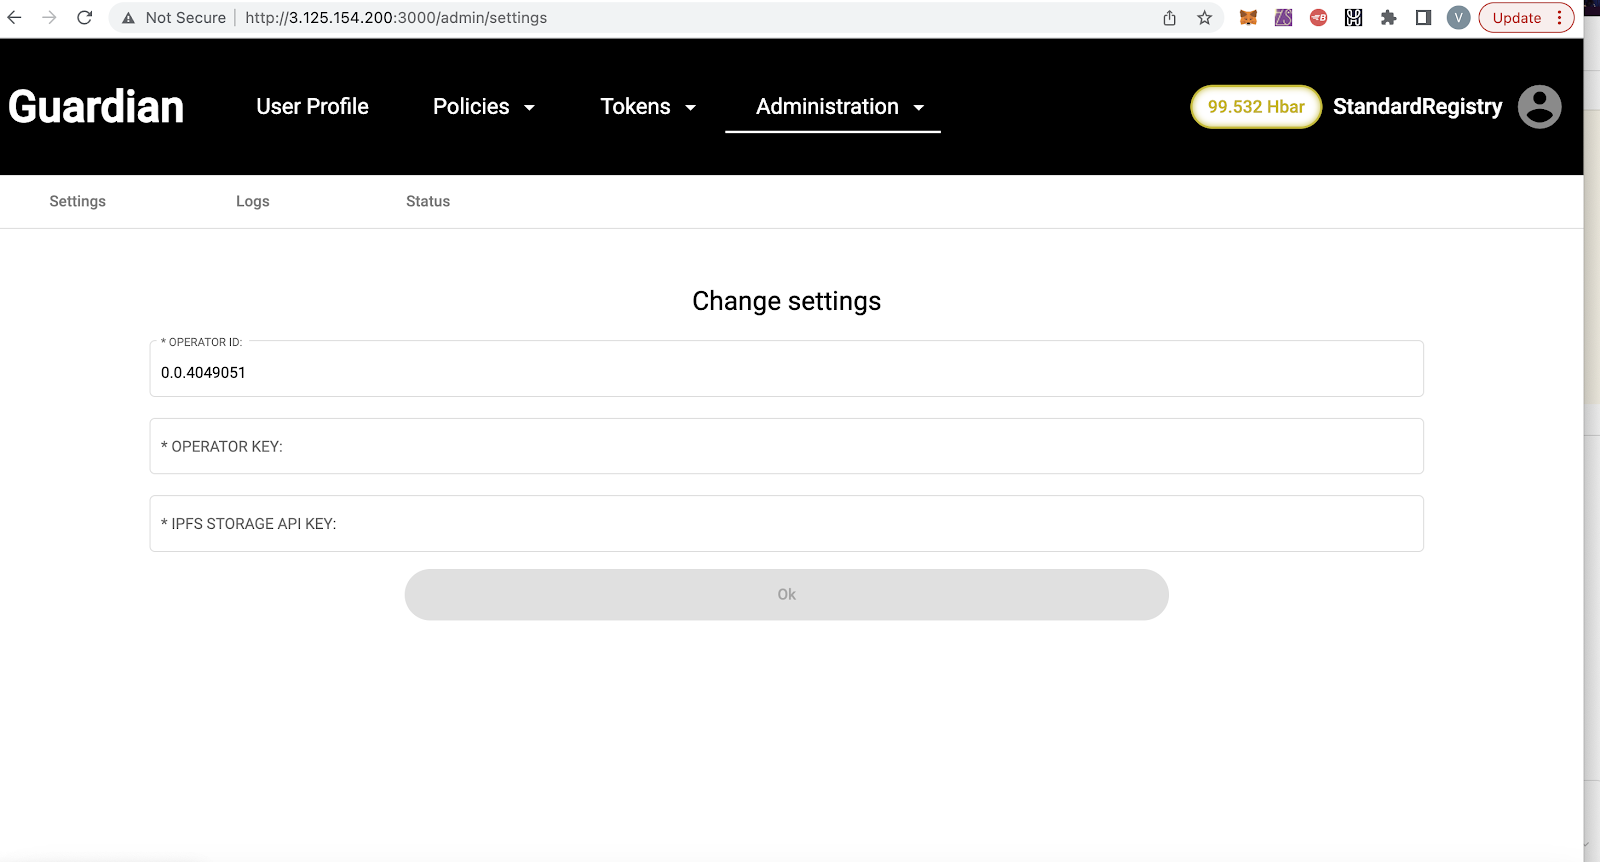 Not Secure http://3.125.154.200:3000/admin/settings V Update
Guardian User Profile Policies Tokens Administration 99.532 Hbar StandardRegistry
Settings Logs Status
Change settings
* OPERATOR ID:
0.0.4049051
* OPERATOR KEY:
* IPFS STORAGE API KEY:
Ok